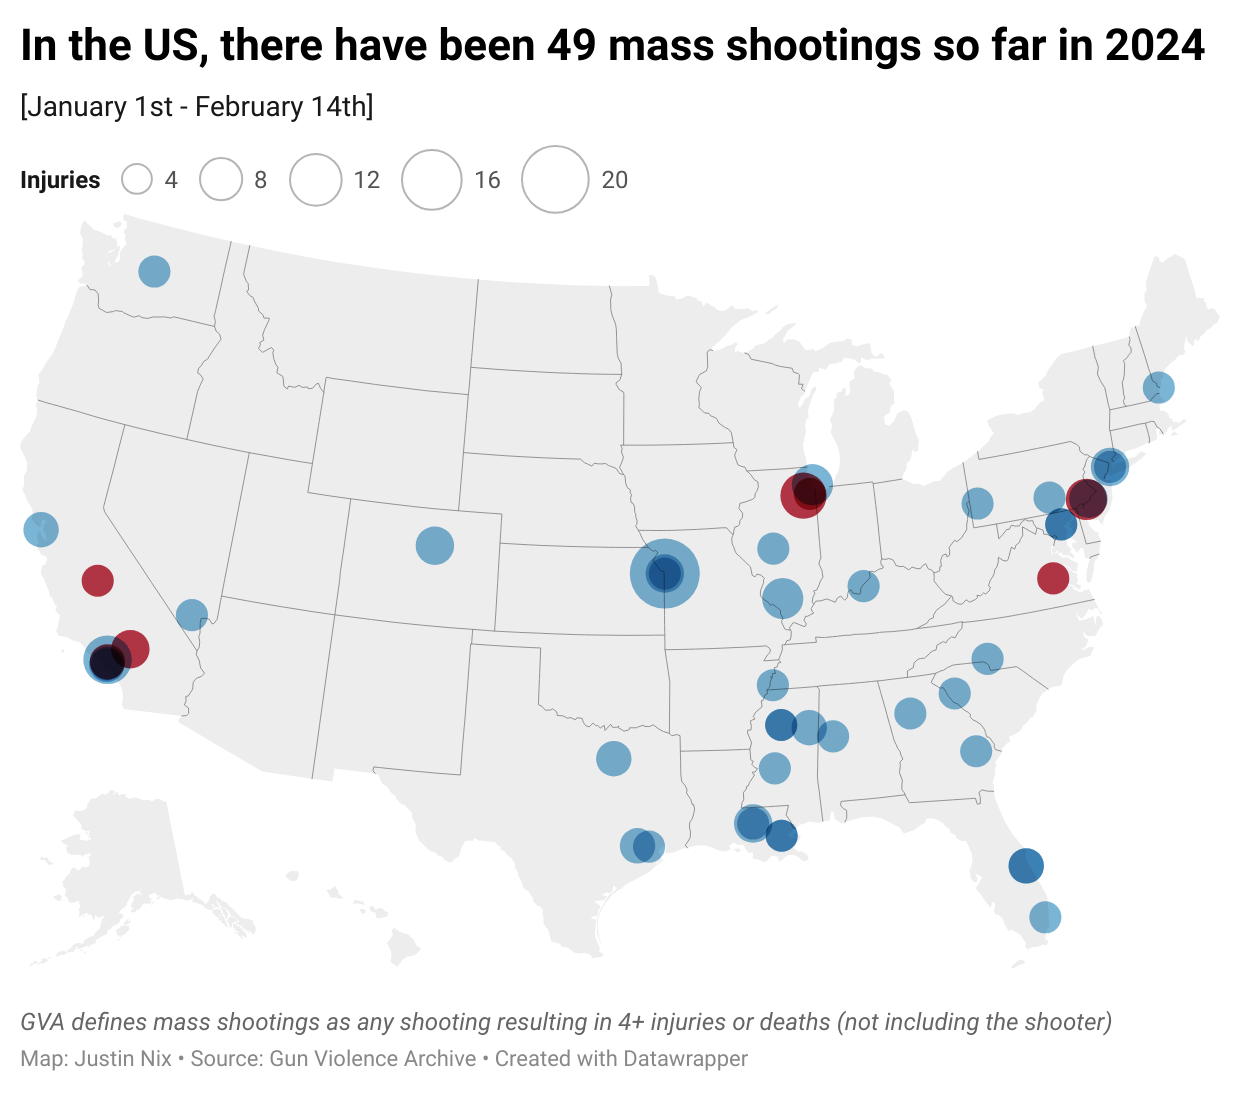 In the US, there have been 49 mass shootings so far in 2024
[January 1st - February 14th]
Injuries 4 8 12 16 20
GVA defines mass shootings as any shooting resulting in 4+ injuries or deaths (not including the shooter)
Map: Justin Nix • Source: Gun Violence Archive • Created with Datawrapper